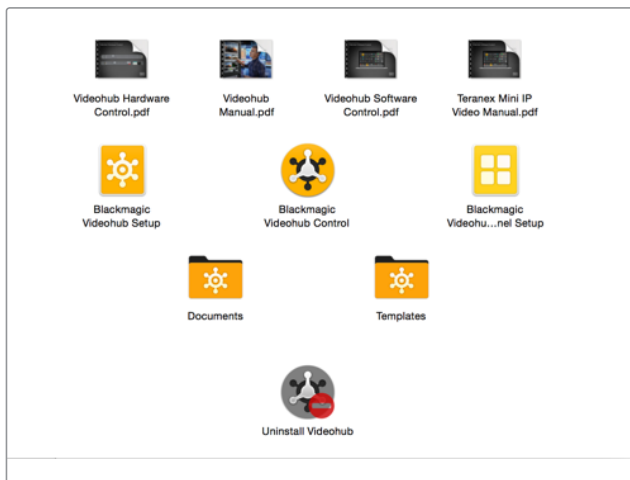 Videohub Hardware
Control.pdf
Videohub
Manual.pdf
Videohub Software
Control.pdf
Teranex Mini IP
Video Manual.pdf
Blackmagic
Videohub Setup
Blackmagic
Videohub Control
Blackmagic
Videohu...nel Setup
Documents
Templates
Uninstall Videohub